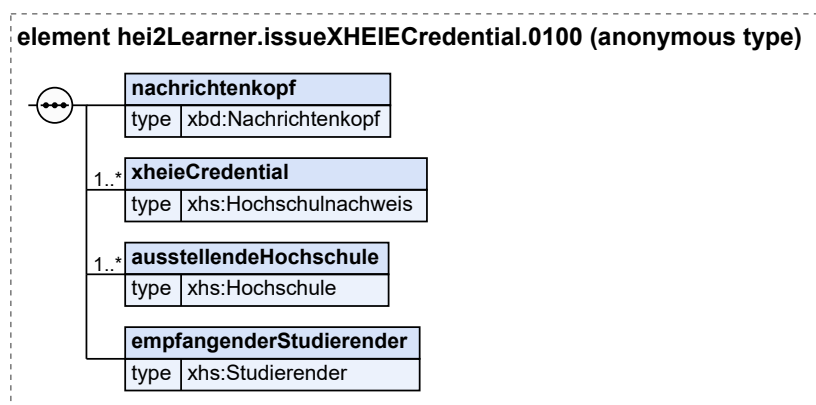 element hei2Learner.issueXHEIECredential.0100 (anonymous type)
nachrichtenkopf
type xbd:Nachrichtenkopf
1..* xheieCredential
type xhs:Hochschulnachweis
1..* ausstellendeHochschule
type xhs:Hochschule
empfangenderStudierender
type xhs:Studierender